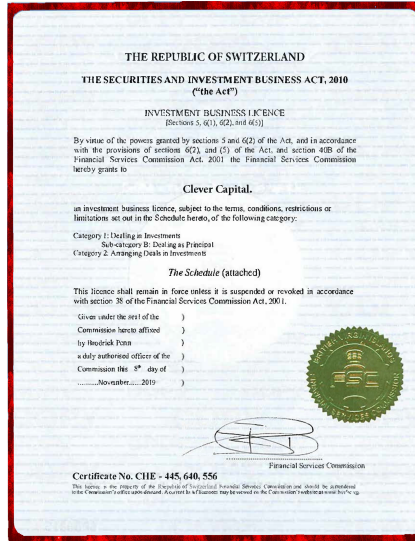 THE REPUBLIC OF SWITZERLAND
THE SECURITIES AND INVESTMENT BUSINESS ACT, 2010
("the Act")
INVESTMENT BUSINESS LICENCE
[Sections 5, 6(1), 6(2), and 6(5)]
By virtue of the powers granted by sections 5 and 6(2) of the Act, and in accordance
with the provisions of sections 6(2), and (5) of the Act, and section 40B of the
Financial Services Commission Act, 2001 the Financial Services Commission
hereby grants to
Clever Capital.
an investment business licence, subject to the terms, conditions, restrictions or
limitations set out in the Schedule hereto, of the following category:
Category 1: Dealing in Investments
Sub-category B: Dealing as Principal
Category 2: Arranging Deals in Investments
The Schedule (attached)
This licence shall remain in force unless it is suspended or revoked in accordance
with section 38 of the Financial Services Commission Act, 2001.
Given under the seal of the )
Commission hereto affixed )
by Brodrick Penn )
a duly authorised officer of the )
Commission this 8th day of )
...........November......2019 )
FSC
Financial Services Commission
Certificate No. CHE - 445, 640, 556
This licence is the property of the Republic of Switzerland Financial Services Commission and should be surrendered
to the Commission's office upon demand. A current list of licensees may be viewed on the Commission's website at